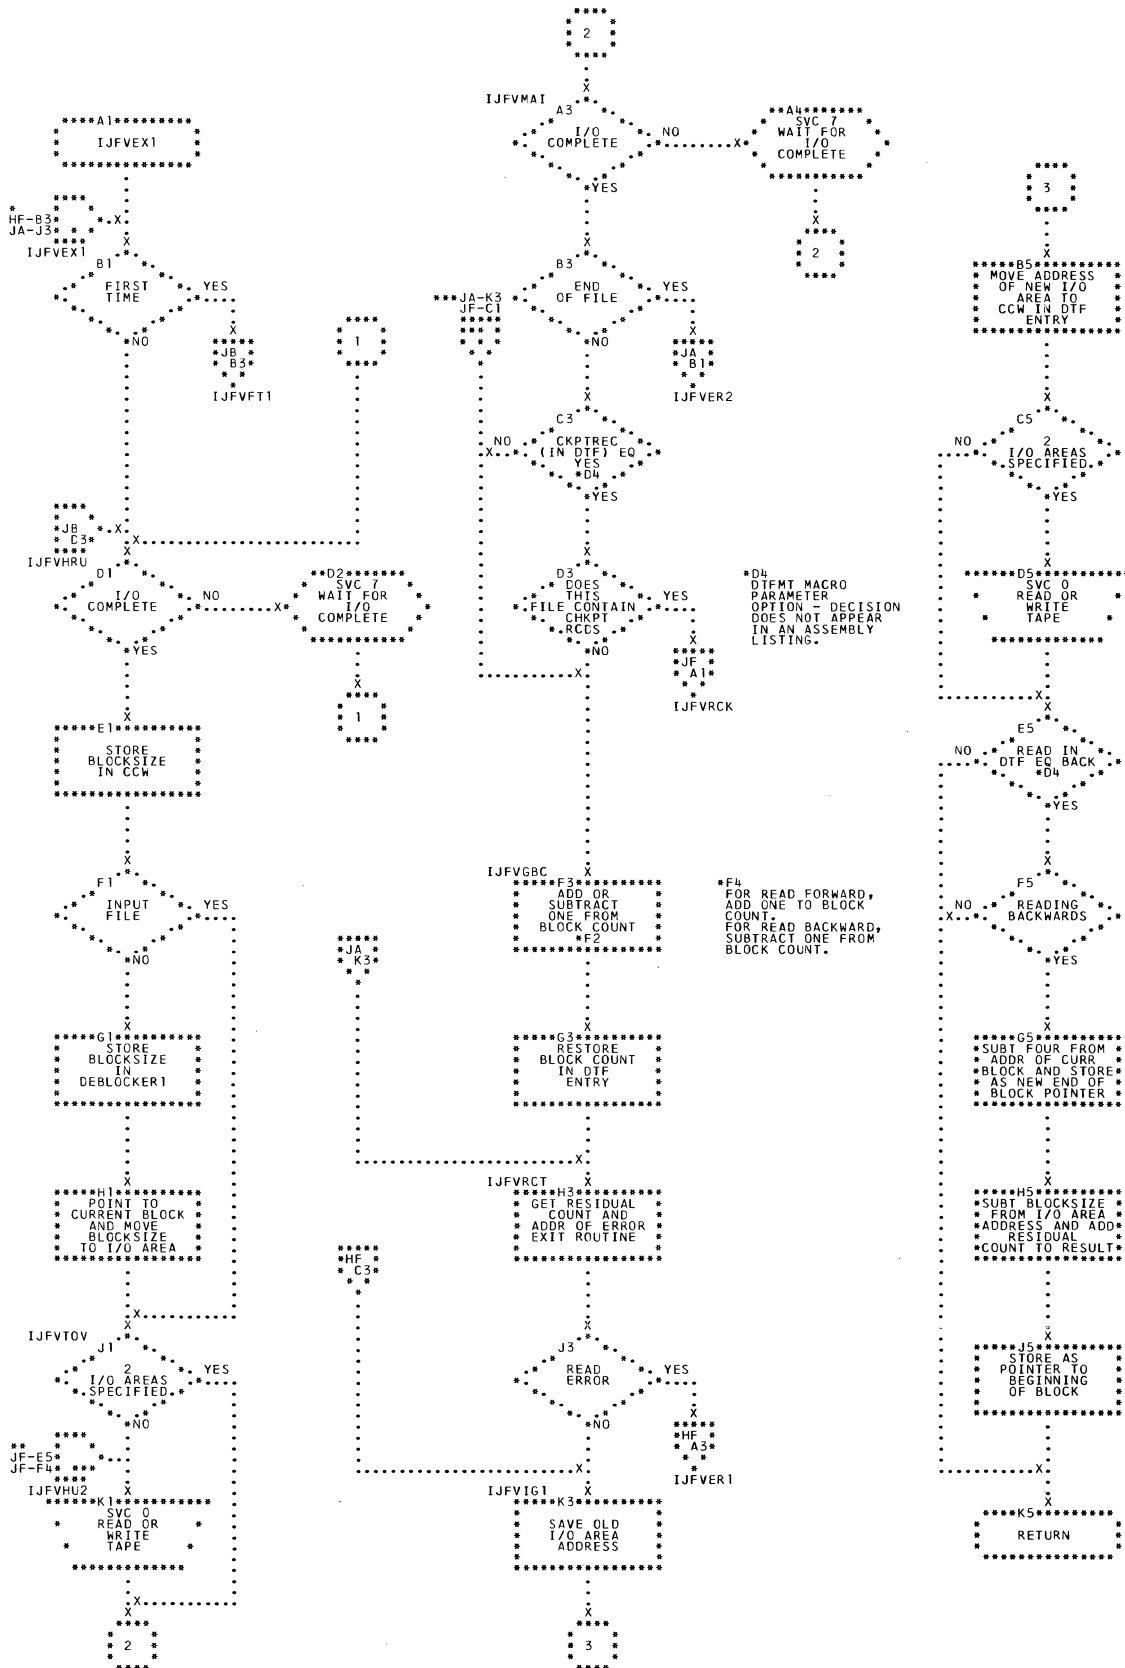 2
IJFVMAI
A3
I/O
COMPLETE
NO
YES
A4
SVC 7
WAIT FOR
I/O
COMPLETE
2
A1
IJFVEX1
HF-B3
JA-J3
IJFVEX1
B1
FIRST
TIME
YES
NO
JB
B3
IJFVFT1
1
B3
END
OF FILE
YES
NO
JA-K3
JF-C1
JA
B1
IJFVER2
C3
CKPTREC
(IN DTF) EQ
YES
*D4
NO
YES
JB
D3
IJFVHRU
D1
I/O
COMPLETE
NO
YES
D2
SVC 7
WAIT FOR
I/O
COMPLETE
1
D3
DOES
THIS
FILE CONTAIN
CHKPT
RCDS
YES
NO
JF
A1
IJFVRCK
*D4
DTFMT MACRO
PARAMETER
OPTION - DECISION
DOES NOT APPEAR
IN AN ASSEMBLY
LISTING.
E1
STORE
BLOCKSIZE
IN CCW
F1
INPUT
FILE
YES
NO
G1
STORE
BLOCKSIZE
IN
DEBLOCKER1
H1
POINT TO
CURRENT BLOCK
AND MOVE
BLOCKSIZE
TO I/O AREA
IJFVTOV
J1
2
I/O AREAS
SPECIFIED.
YES
NO
JF-E5
JF-F4
IJFVHU2
K1
SVC 0
READ OR
WRITE
TAPE
2
IJFVGBC
F3
ADD OR
SUBTRACT
ONE FROM
BLOCK COUNT
*F2
*F4
FOR READ FORWARD,
ADD ONE TO BLOCK
COUNT.
FOR READ BACKWARD,
SUBTRACT ONE FROM
BLOCK COUNT.
JA
K3
G3
RESTORE
BLOCK COUNT
IN DTF
ENTRY
IJFVRCT
H3
GET RESIDUAL
COUNT AND
ADDR OF ERROR
EXIT ROUTINE
HF
C3
J3
READ
ERROR
YES
NO
HF
A3
IJFVER1
IJFVIG1
K3
SAVE OLD
I/O AREA
ADDRESS
3
3
B5
MOVE ADDRESS
OF NEW I/O
AREA TO
CCW IN DTF
ENTRY
C5
2
I/O AREAS
SPECIFIED.
NO
YES
D5
SVC 0
READ OR
WRITE
TAPE
E5
READ IN
DTF EQ BACK
*D4
NO
YES
F5
READING
BACKWARDS
NO
YES
G5
SUBT FOUR FROM
ADDR OF CURR
BLOCK AND STORE
AS NEW END OF
BLOCK POINTER
H5
SUBT BLOCKSIZE
FROM I/O AREA
ADDRESS AND ADD
RESIDUAL
COUNT TO RESULT
J5
STORE AS
POINTER TO
BEGINNING
OF BLOCK
K5
RETURN